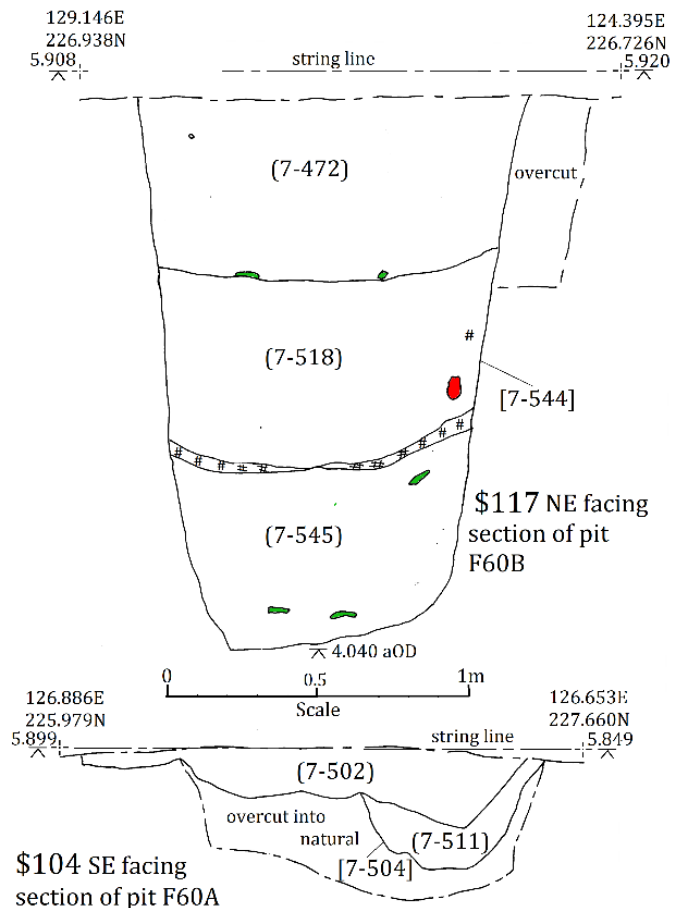 129.146E
226.938N
5.908
string line
124.395E
226.726N
5.920
(7-472)
overcut
#
(7-518)
[7-544]
# # # # # # # # # # #
$117 NE facing
section of pit
F60B
(7-545)
4.040 aOD
0 0.5 1m
Scale
126.886E
225.979N
5.899
string line
126.653E
227.660N
5.849
(7-502)
overcut into
natural
(7-511)
[7-504]
$104 SE facing
section of pit F60A